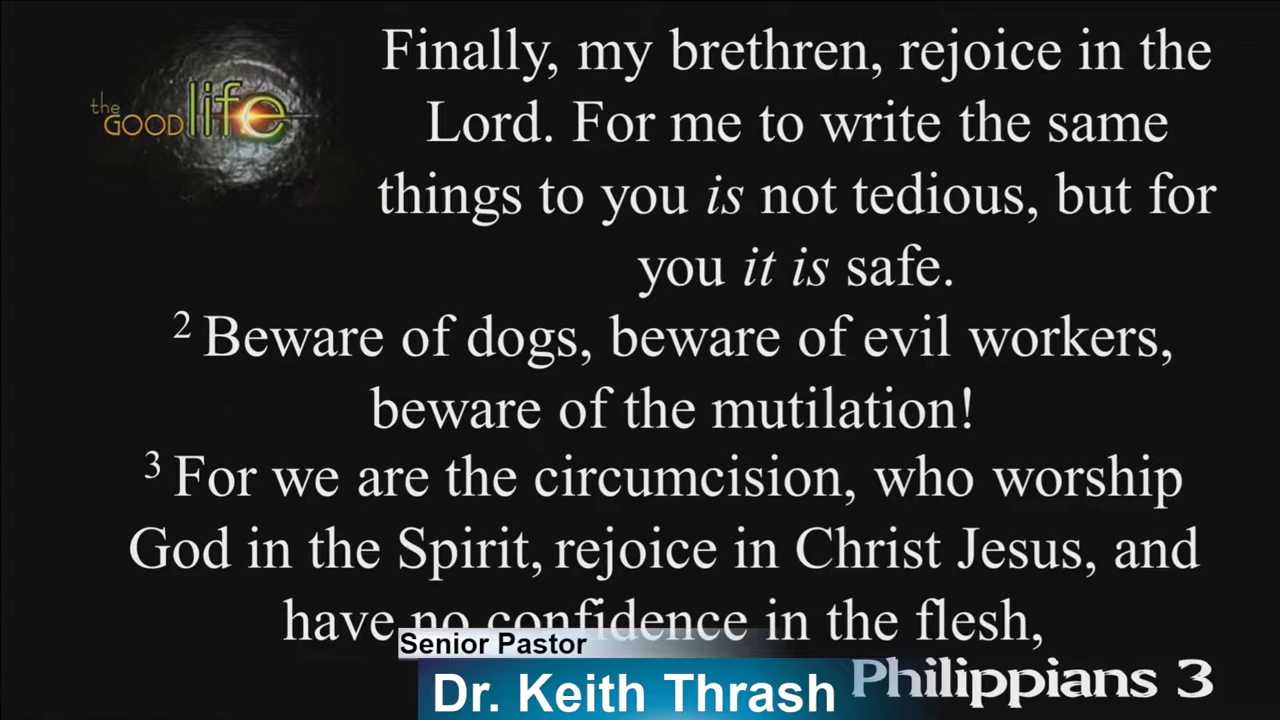 the
GOOD life
Finally, my brethren, rejoice in the
Lord. For me to write the same
things to you is not tedious, but for
you it is safe.
2 Beware of dogs, beware of evil workers,
beware of the mutilation!
3 For we are the circumcision, who worship
God in the Spirit, rejoice in Christ Jesus, and
have no confidence in the flesh,
Senior Pastor
Dr. Keith Thrash
Philippians 3